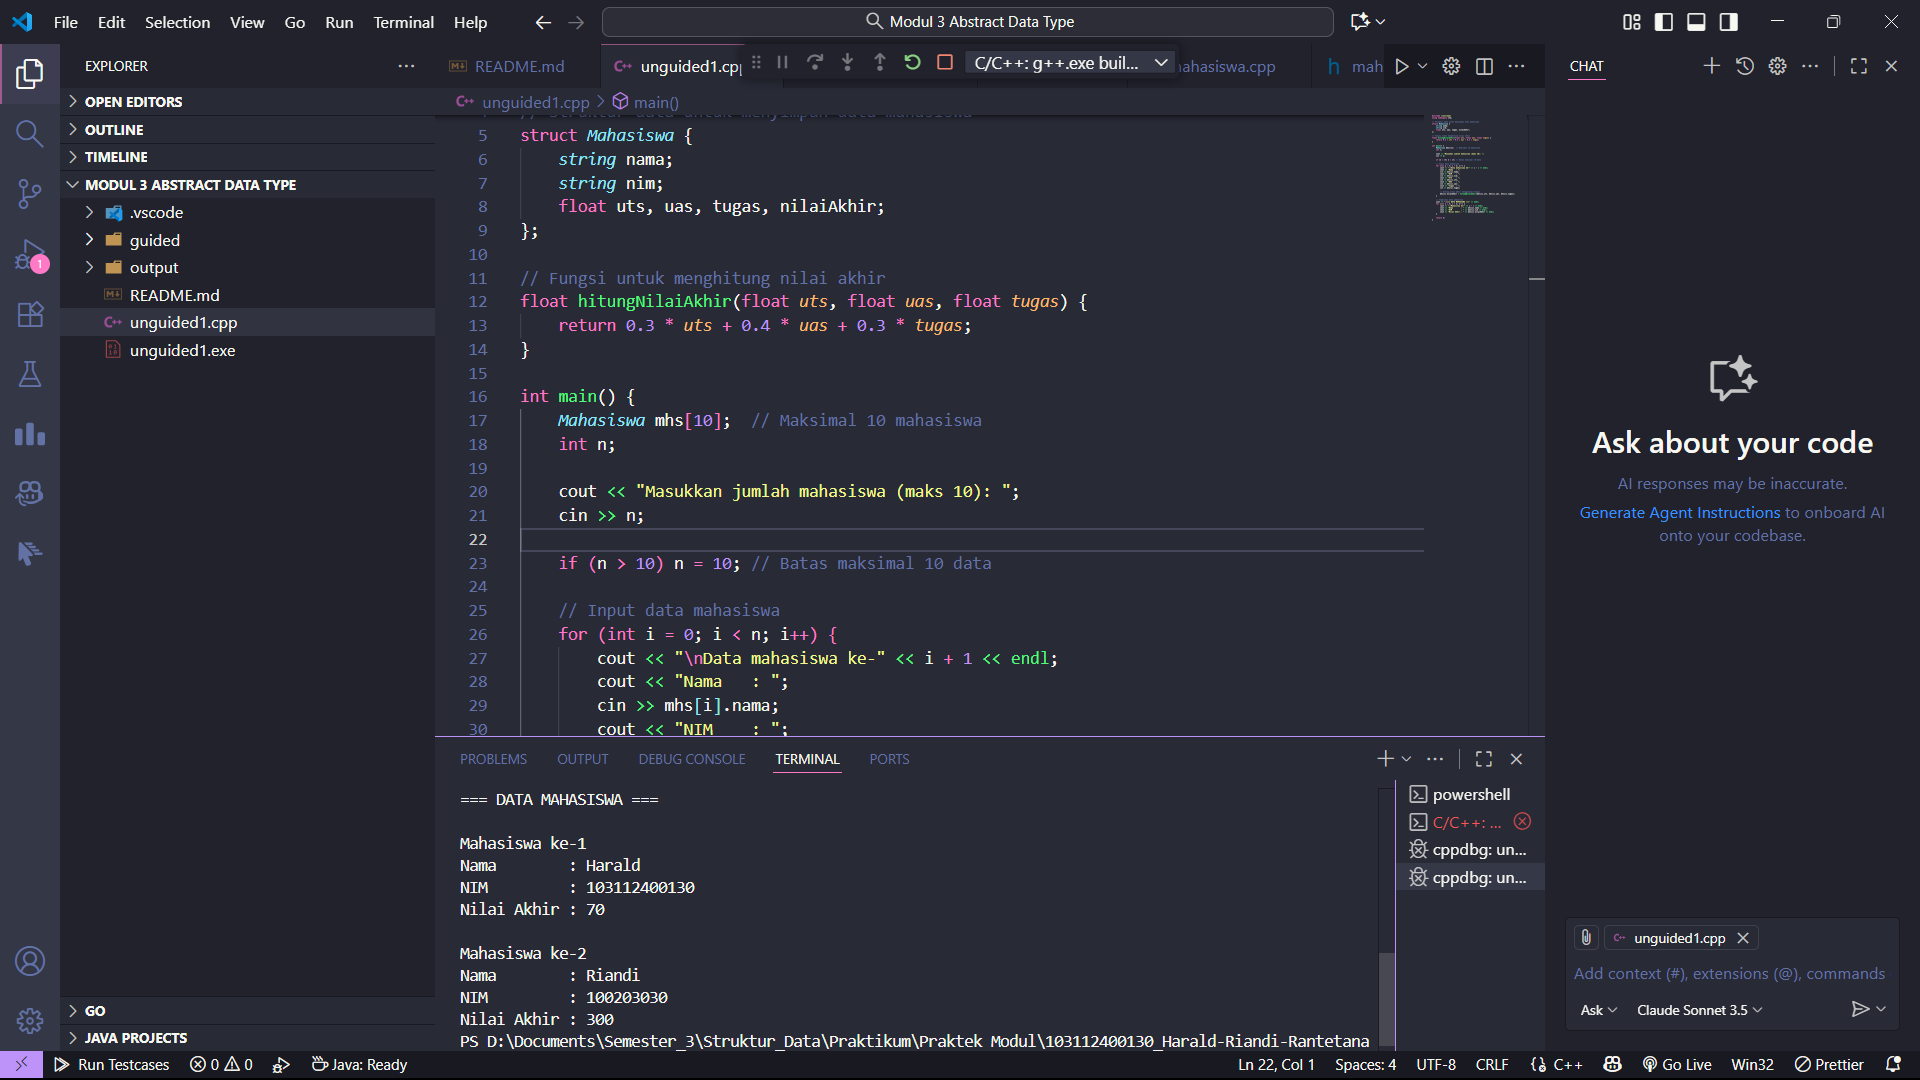 File Edit Selection View Go Run Terminal Help
Modul 3 Abstract Data Type
EXPLORER
README.md
unguided1.cpp
C/C++: g++.exe buil...
mahasiswa.cpp
mah
OPEN EDITORS
OUTLINE
TIMELINE
MODUL 3 ABSTRACT DATA TYPE
.vscode
guided
output
README.md
unguided1.cpp
unguided1.exe
1
GO
JAVA PROJECTS
unguided1.cpp > main()
// Struktur data untuk menyimpan data mahasiswa
5 struct Mahasiswa {
6 string nama;
7 string nim;
8 float uts, uas, tugas, nilaiAkhir;
9 };
10
11 // Fungsi untuk menghitung nilai akhir
12 float hitungNilaiAkhir(float uts, float uas, float tugas) {
13 return 0.3 * uts + 0.4 * uas + 0.3 * tugas;
14 }
15
16 int main() {
17 Mahasiswa mhs[10]; // Maksimal 10 mahasiswa
18 int n;
19
20 cout << "Masukkan jumlah mahasiswa (maks 10): ";
21 cin >> n;
22
23 if (n > 10) n = 10; // Batas maksimal 10 data
24
25 // Input data mahasiswa
26 for (int i = 0; i < n; i++) {
27 cout << "\nData mahasiswa ke-" << i + 1 << endl;
28 cout << "Nama : ";
29 cin >> mhs[i].nama;
30 cout << "NIM : ";
PROBLEMS OUTPUT DEBUG CONSOLE TERMINAL PORTS
=== DATA MAHASISWA ===
Mahasiswa ke-1
Nama : Harald
NIM : 103112400130
Nilai Akhir : 70
Mahasiswa ke-2
Nama : Riandi
NIM : 100203030
Nilai Akhir : 300
PS D:\Documents\Semester_3\Struktur_Data\Praktikum\Praktek Modul\103112400130_Harald-Riandi-Rantetana
powershell
C/C++: ...
cppdbg: un...
cppdbg: un...
CHAT
Ask about your code
AI responses may be inaccurate.
Generate Agent Instructions to onboard AI
onto your codebase.
unguided1.cpp
Add context (#), extensions (@), commands
Ask Claude Sonnet 3.5
Run Testcases 0 0 Java: Ready
Ln 22, Col 1 Spaces: 4 UTF-8 CRLF {} C++ Go Live Win32 Prettier